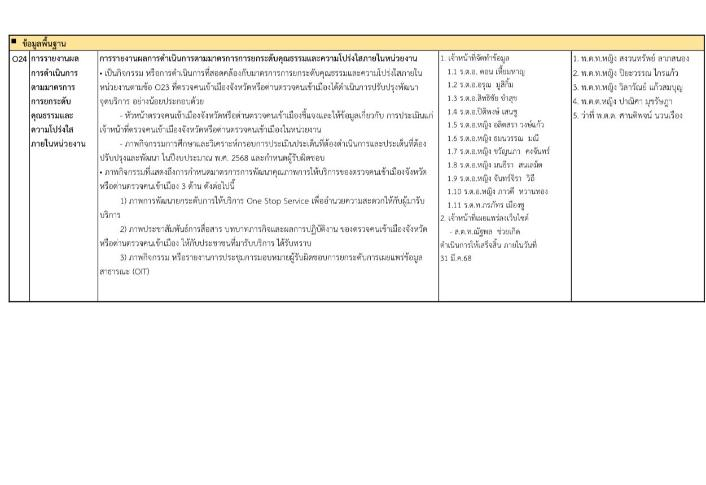 ข้อมูลพื้นฐาน
O24 การรายงานผล
การดำเนินการ
ตามมาตรการ
การยกระดับ
คุณธรรมและ
ความโปร่งใส
ภายในหน่วยงาน
การรายงานผลการดำเนินการตามมาตรการการยกระดับคุณธรรมและความโปร่งใสภายในหน่วยงาน
• เป็นกิจกรรม หรือการดำเนินการที่สอดคล้องกับมาตรการการยกระดับคุณธรรมและความโปร่งใสภายใน
หน่วยงานตามข้อ O23 ที่ตรวจคนเข้าเมืองจังหวัดหรือด่านตรวจคนเข้าเมืองได้ดำเนินการปรับปรุงพัฒนา
จุดบริการ อย่างน้อยประกอบด้วย
- หัวหน้าตรวจคนเข้าเมืองจังหวัดหรือด่านตรวจคนเข้าเมืองชี้แจงและให้ข้อมูลเกี่ยวกับ การประเมินแก่
เจ้าหน้าที่ตรวจคนเข้าเมืองจังหวัดหรือด่านตรวจคนเข้าเมืองในหน่วยงาน
- ภาพกิจกรรมการศึกษาและวิเคราะห์กรอบการประเมินประเด็นที่ต้องดำเนินการและประเด็นที่ต้อง
ปรับปรุงและพัฒนา ในปีงบประมาณ พ.ศ. 2568 และกำหนดผู้รับผิดชอบ
• ภาพกิจกรรมที่แสดงถึงการกำหนดมาตรการการพัฒนาคุณภาพการให้บริการของตรวจคนเข้าเมืองจังหวัด
หรือด่านตรวจคนเข้าเมือง 3 ด้าน ดังต่อไปนี้
1) ภาพการพัฒนายกระดับการให้บริการ One Stop Service เพื่ออำนวยความสะดวกให้กับผู้มารับ
บริการ
2) ภาพประชาสัมพันธ์การสื่อสาร บทบาทภารกิจและผลการปฏิบัติงาน ของตรวจคนเข้าเมืองจังหวัด
หรือด่านตรวจคนเข้าเมือง ให้กับประชาชนที่มารับบริการ ได้รับทราบ
3) ภาพกิจกรรม หรือรายงานการประชุมการมอบหมายผู้รับผิดชอบการยกระดับการเผยแพร่ข้อมูล
สาธารณะ (OIT)
1. เจ้าหน้าที่จัดทำข้อมูล
1.1 ร.ต.อ. คอน เตี้ยมหาญ
1.2 ร.ต.อ.อรุณ มูสิกิ้ม
1.3 ร.ต.อ.สิทธิชัย ขำสุข
1.4 ร.ต.อ.ปิติพงษ์ เสนชู
1.5 ร.ต.อ.หญิง อลิตสรา วงษ์แก้ว
1.6 ร.ต.อ.หญิง ธมนวรรณ มณี
1.7 ร.ต.อ.หญิง ขวัญนภา คงจันทร์
1.8 ร.ต.อ.หญิง มนธิรา สนเลม็ด
1.9 ร.ต.อ.หญิง จันทร์จิรา วิถี
1.10 ร.ต.อ.หญิง ภาวดี หวานทอง
1.11 ร.ต.ท.กรภัทร เมืองชู
2. เจ้าหน้าที่เผยแพร่ลงเว็บไซต์
- ส.ต.ท.ณัฐพล ช่วยเกิด
ดำเนินการให้เสร็จสิ้น ภายในวันที่
31 มี.ค.68
1. พ.ต.ท.หญิง สงวนทรัพย์ ลาภสนอง
2. พ.ต.ท.หญิง ปิยะวรรณ ไกรแก้ว
3. พ.ต.ท.หญิง วิลาวัณย์ แก้วสมบุญ
4. พ.ต.ต.หญิง ปาณิศา มุขรัษฎา
5. ว่าที่ พ.ต.ต. ศานติพจน์ นวนเรือง